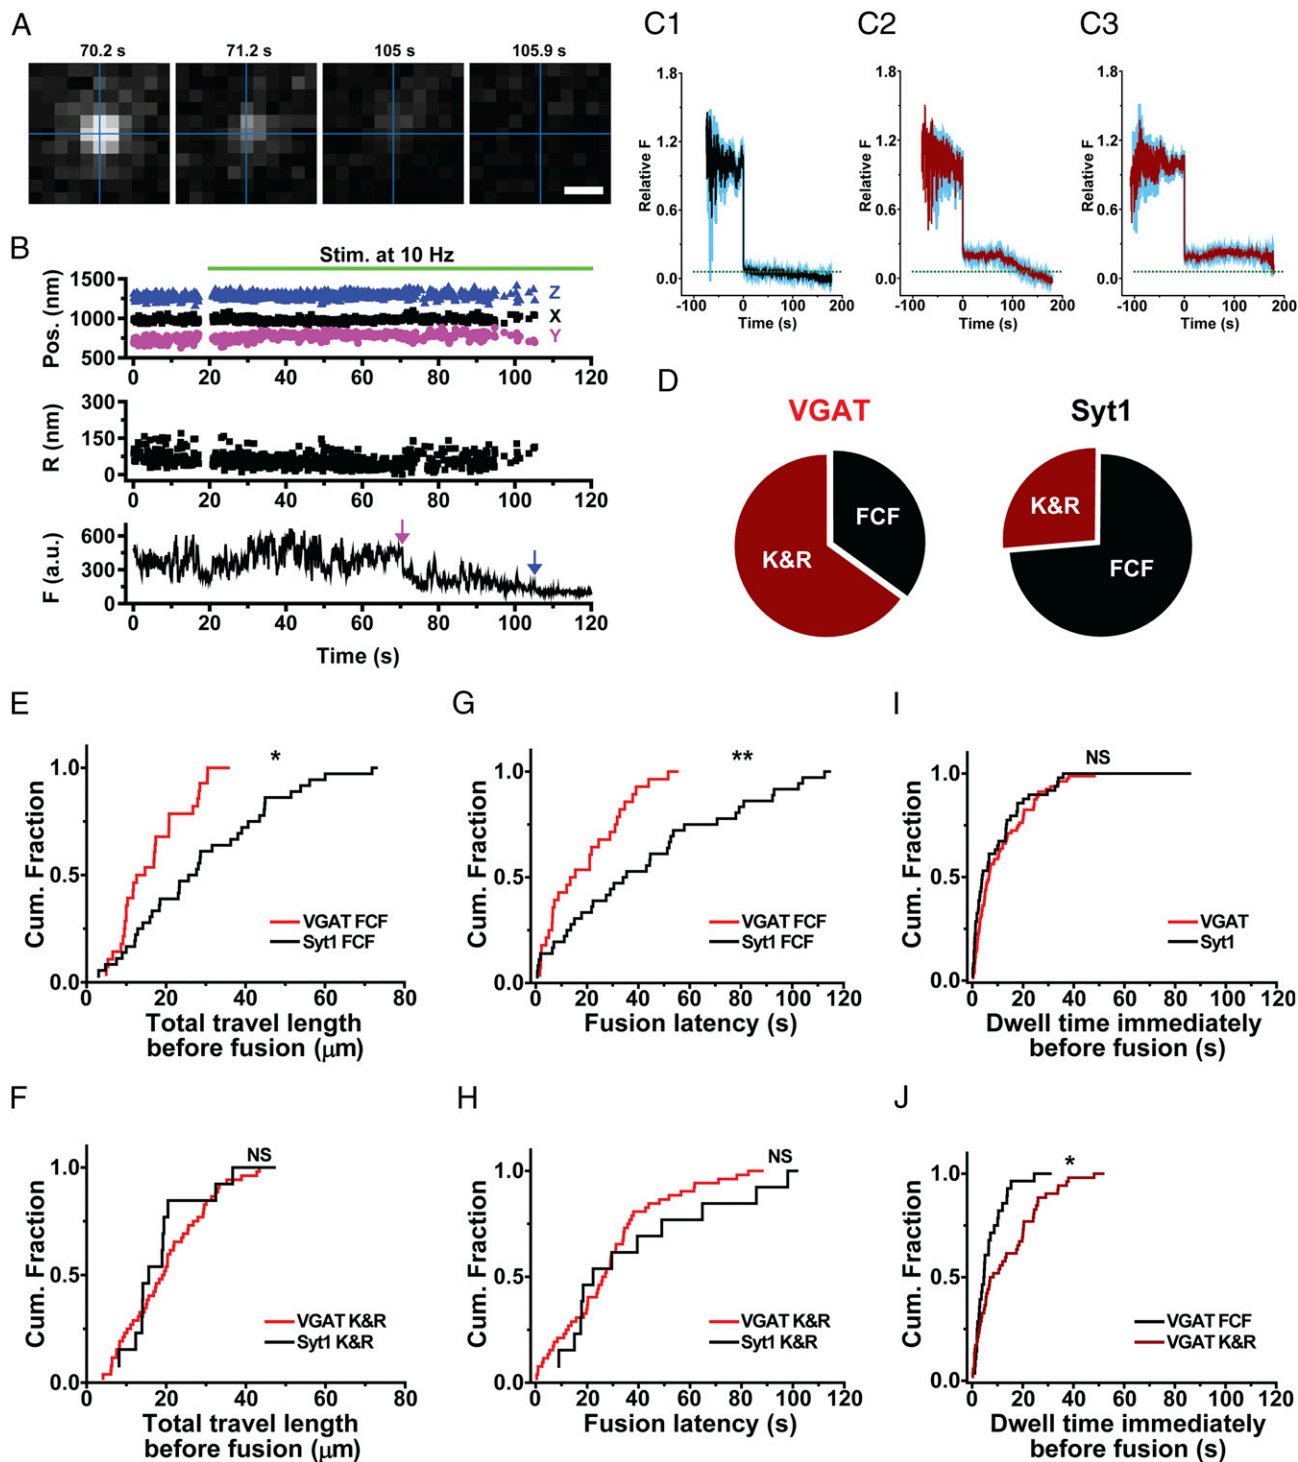 A
70.2 s
71.2 s
105 s
105.9 s
B
Stim. at 10 Hz
Pos. (nm)
1500
1000
500
Z
X
Y
0 20 40 60 80 100 120
R (nm)
300
150
0
0 20 40 60 80 100 120
F (a.u.)
600
300
0
0 20 40 60 80 100 120
Time (s)
C1
Relative F
1.2
0.6
0.0
-100 0 100 200
Time (s)
C2
Relative F
1.2
0.6
0.0
-100 0 100 200
Time (s)
C3
Relative F
1.2
0.6
0.0
-100 0 100 200
Time (s)
D
VGAT
K&R
FCF
Syt1
K&R
FCF
E
Cum. Fraction
1.0
0.5
0.0
*
VGAT FCF
Syt1 FCF
0 20 40 60 80
Total travel length
before fusion (µm)
G
Cum. Fraction
1.0
0.5
0.0
**
VGAT FCF
Syt1 FCF
0 20 40 60 80 100 120
Fusion latency (s)
I
Cum. Fraction
1.0
0.5
0.0
NS
VGAT
Syt1
0 20 40 60 80 100 120
Dwell time immediately
before fusion (s)
F
Cum. Fraction
1.0
0.5
0.0
NS
VGAT K&R
Syt1 K&R
0 20 40 60 80
Total travel length
before fusion (µm)
H
Cum. Fraction
1.0
0.5
0.0
NS
VGAT K&R
Syt1 K&R
0 20 40 60 80 100 120
Fusion latency (s)
J
Cum. Fraction
1.0
0.5
0.0
*
VGAT FCF
VGAT K&R
0 20 40 60 80 100 120
Dwell time immediately
before fusion (s)